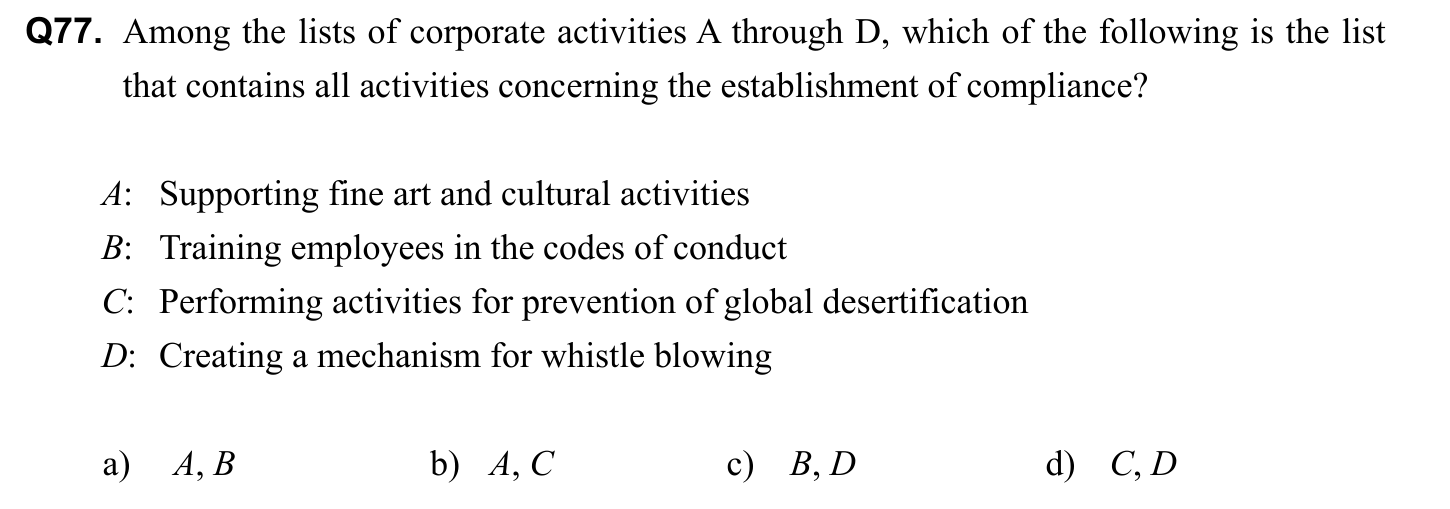 Q77. Among the lists of corporate activities A through D, which of the following is the list
that contains all activities concerning the establishment of compliance?
A: Supporting fine art and cultural activities
B: Training employees in the codes of conduct
C: Performing activities for prevention of global desertification
D: Creating a mechanism for whistle blowing
a) A, B b) A, C c) B, D d) C, D